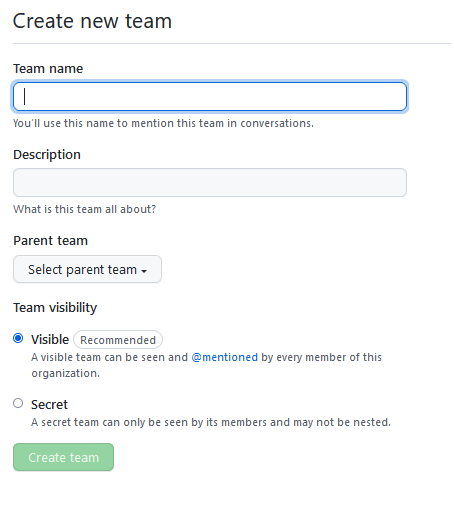 Create new team
Team name
You'll use this name to mention this team in conversations.
Description
What is this team all about?
Parent team
Select parent team
Team visibility
Visible Recommended
A visible team can be seen and @mentioned by every member of this
organization.
Secret
A secret team can only be seen by its members and may not be nested.
Create team